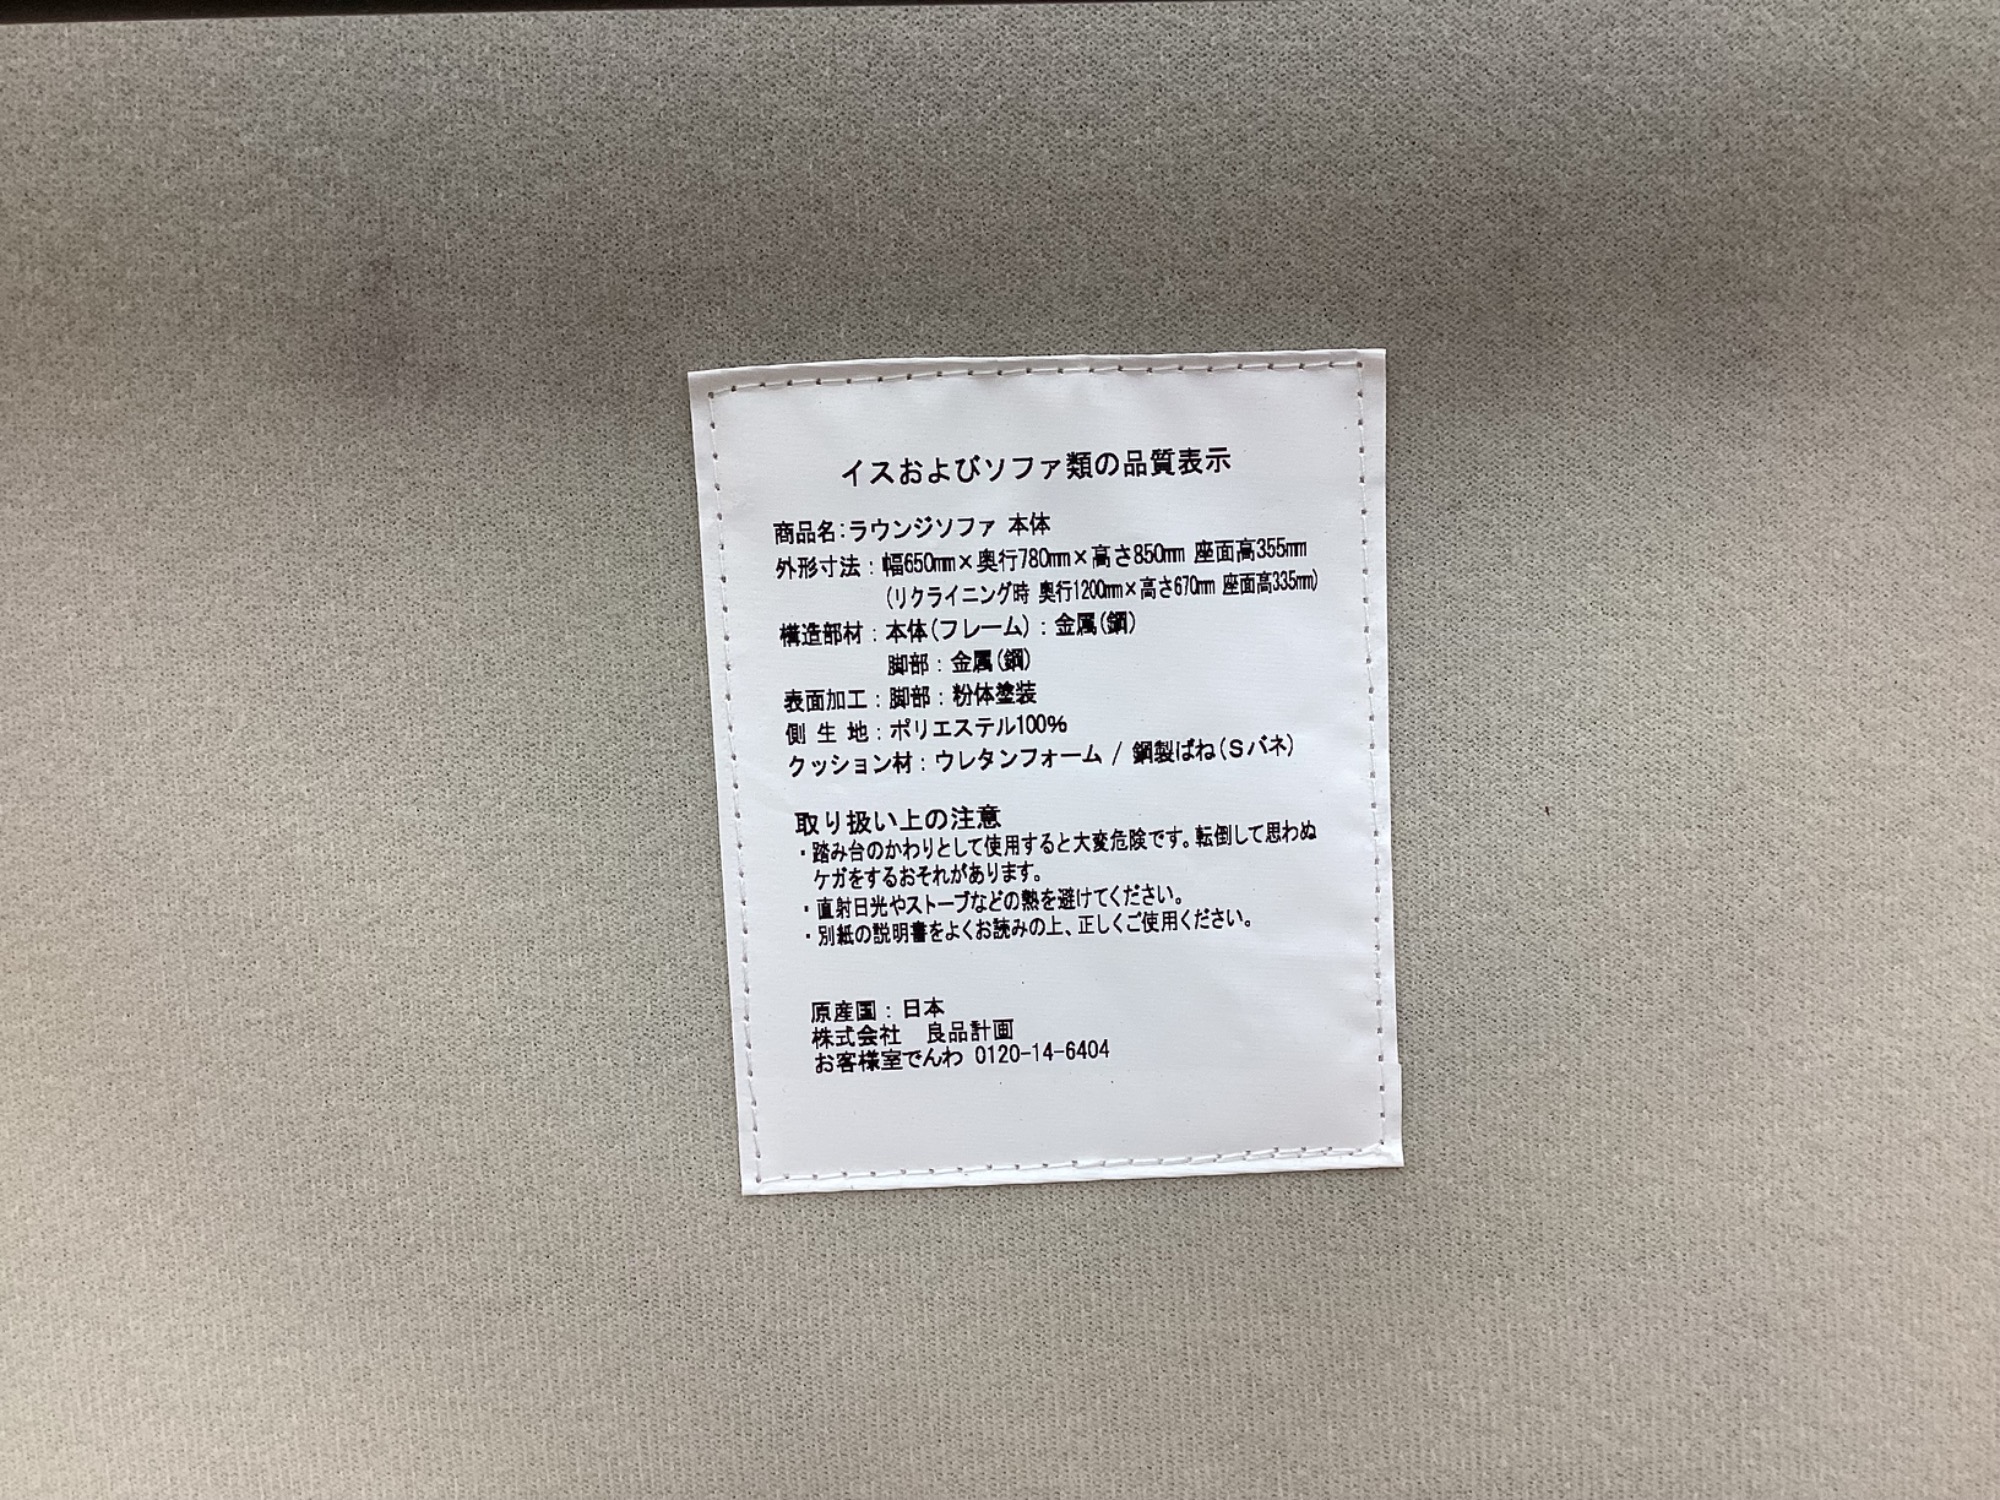 イスおよびソファ類の品質表示
商品名:ラウンジソファ 本体
外形寸法:幅650mm×奥行780mm×高さ850mm 座面高355mm
(リクライニング時 奥行1200mm×高さ670mm 座面高335mm)
構造部材:本体(フレーム):金属(鋼)
脚部:金属(鋼)
表面加工:脚部:粉体塗装
側 生 地:ポリエステル100%
クッション材:ウレタンフォーム / 鋼製ばね(Sバネ)
取り扱い上の注意
・踏み台のかわりとして使用すると大変危険です。転倒して思わぬ
ケガをするおそれがあります。
・直射日光やストーブなどの熱を避けてください。
・別紙の説明書をよくお読みの上、正しくご使用ください。
原産国:日本
株式会社 良品計画
お客様室でんわ 0120-14-6404